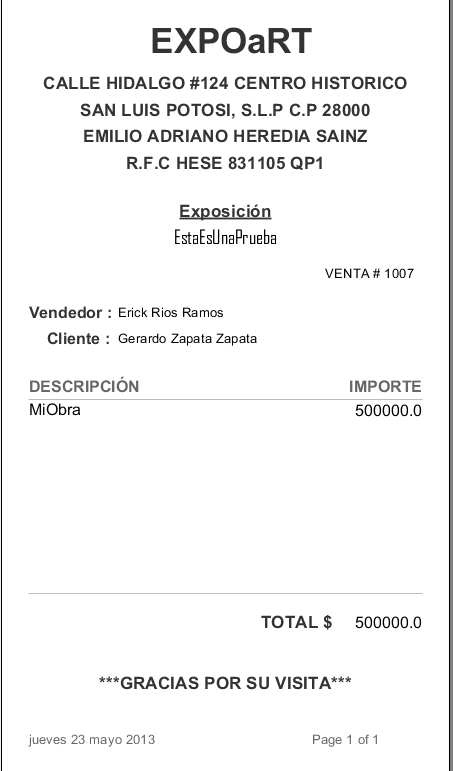 EXPOaRT
CALLE HIDALGO #124 CENTRO HISTORICO
SAN LUIS POTOSI, S.L.P C.P 28000
EMILIO ADRIANO HEREDIA SAINZ
R.F.C HESE 831105 QP1
Exposición
EstaEsUnaPrueba
VENTA # 1007
Vendedor : Erick Rios Ramos
Cliente : Gerardo Zapata Zapata
DESCRIPCIÓN IMPORTE
MiObra 500000.0
TOTAL $ 500000.0
***GRACIAS POR SU VISITA***
jueves 23 mayo 2013 Page 1 of 1